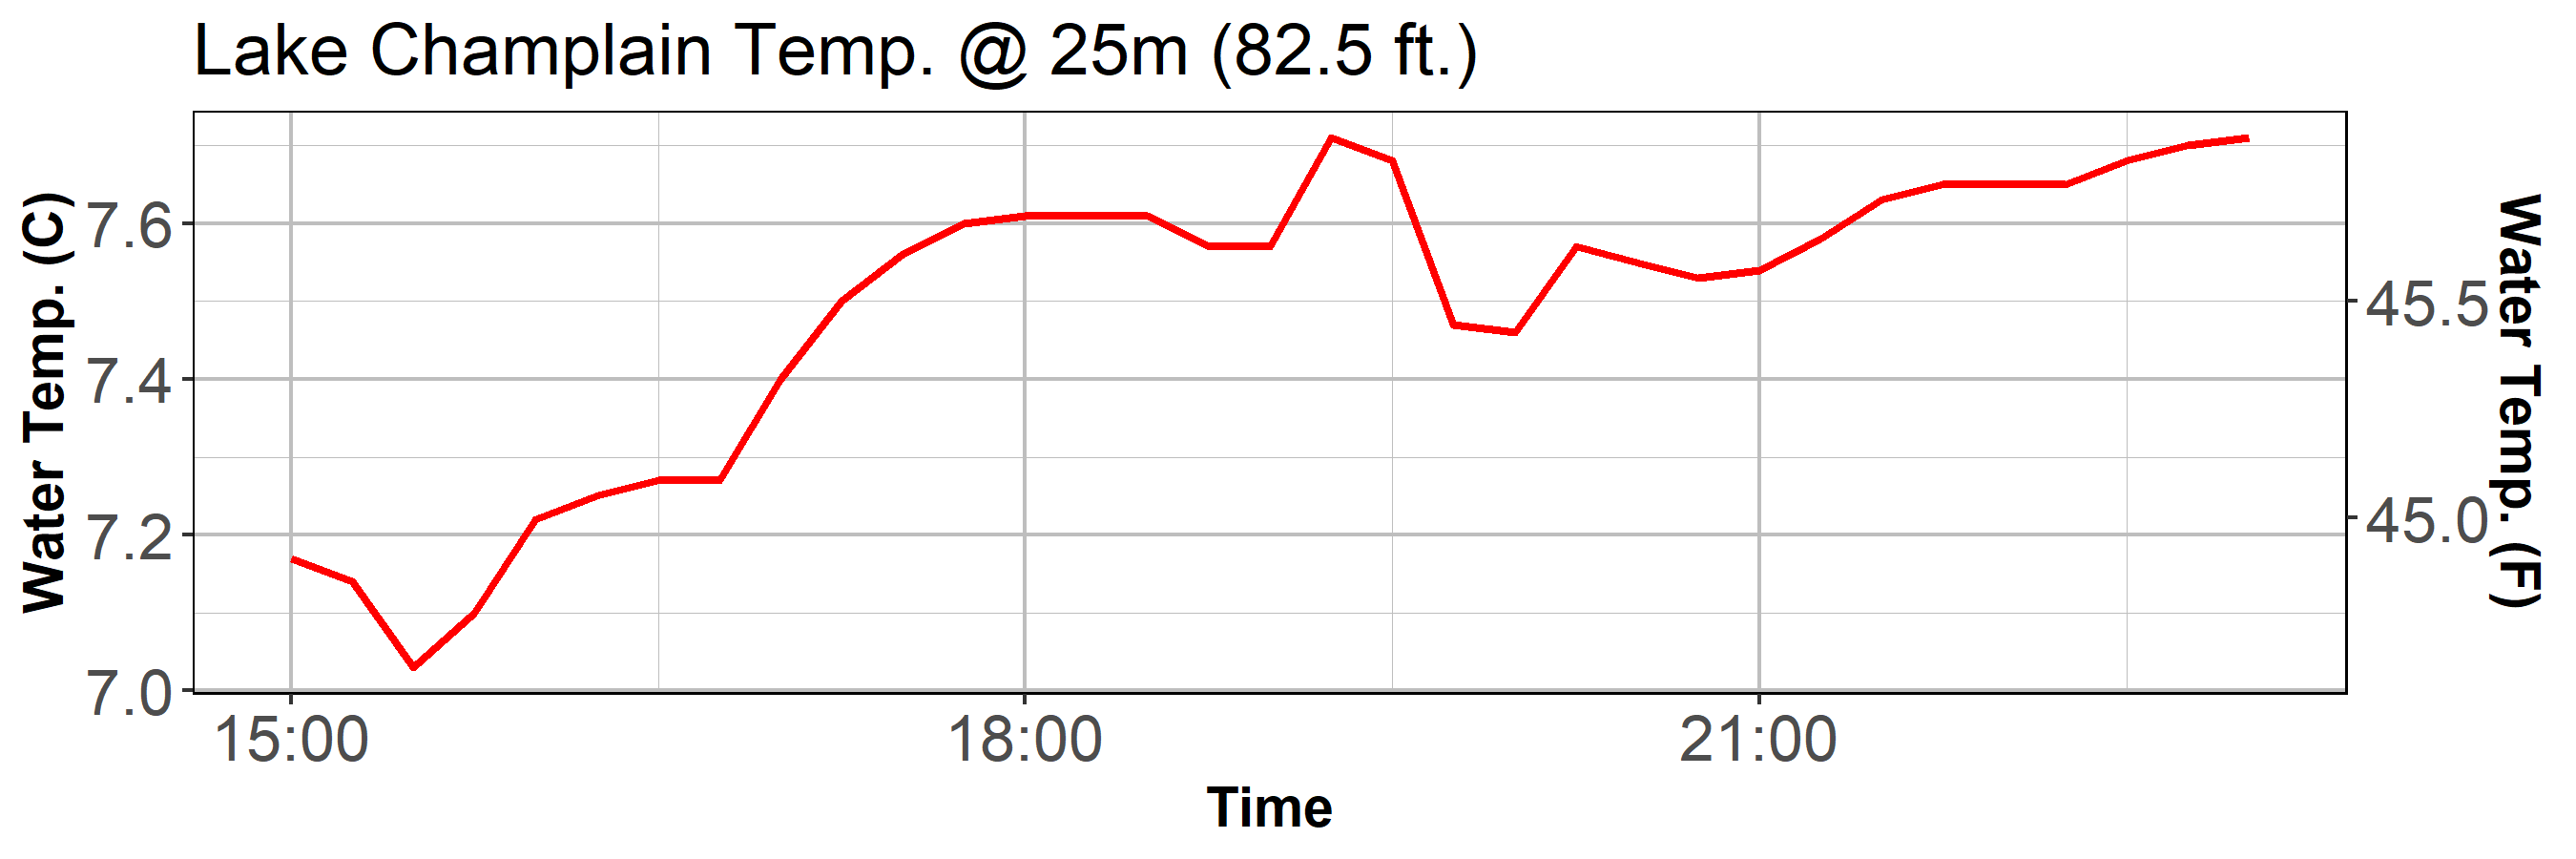 Lake Champlain Temp. @ 25m (82.5 ft.)
Water Temp. (C)
7.6
7.4
7.2
7.0
45.5
45.0
Water Temp. (F)
15:00
18:00
21:00
Time